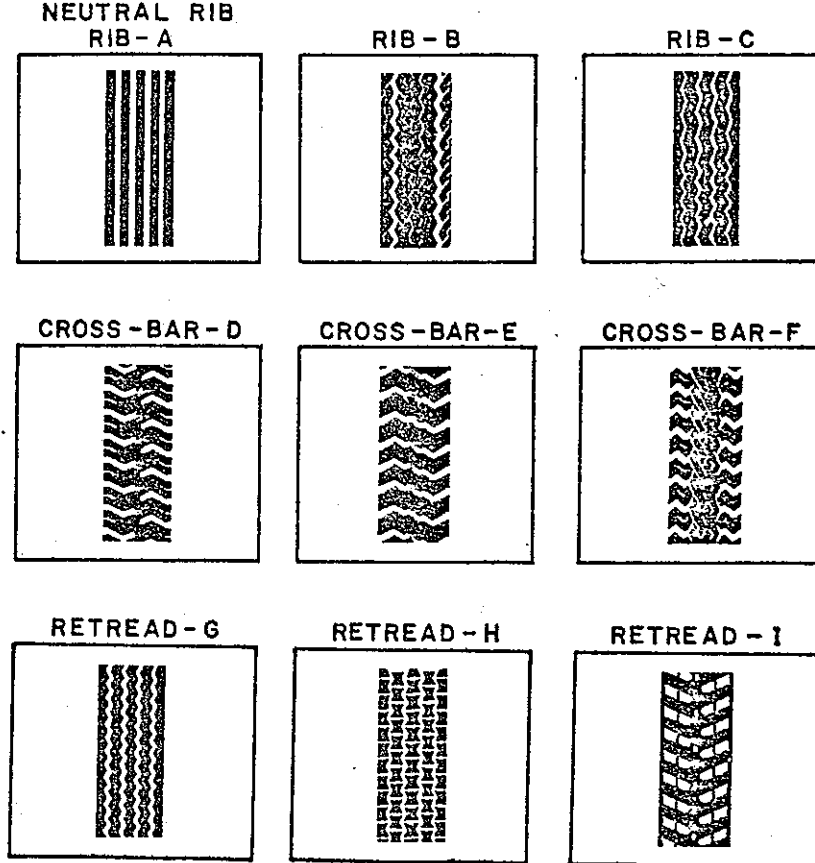 NEUTRAL RIB
RIB-A
RIB-B
RIB-C
CROSS-BAR-D
CROSS-BAR-E
CROSS-BAR-F
RETREAD-G
RETREAD-H
RETREAD-I